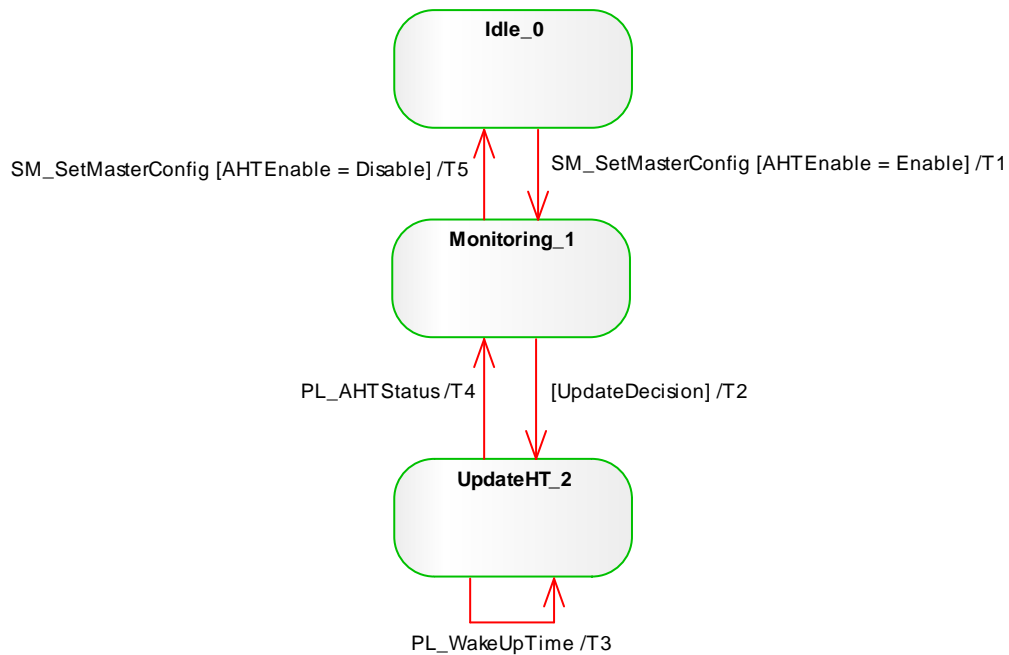 Idle_0
SM_SetMasterConfig [AHTEnable = Disable] /T5
SM_SetMasterConfig [AHTEnable = Enable] /T1
Monitoring_1
PL_AHTStatus /T4
[UpdateDecision] /T2
UpdateHT_2
PL_WakeUpTime /T3